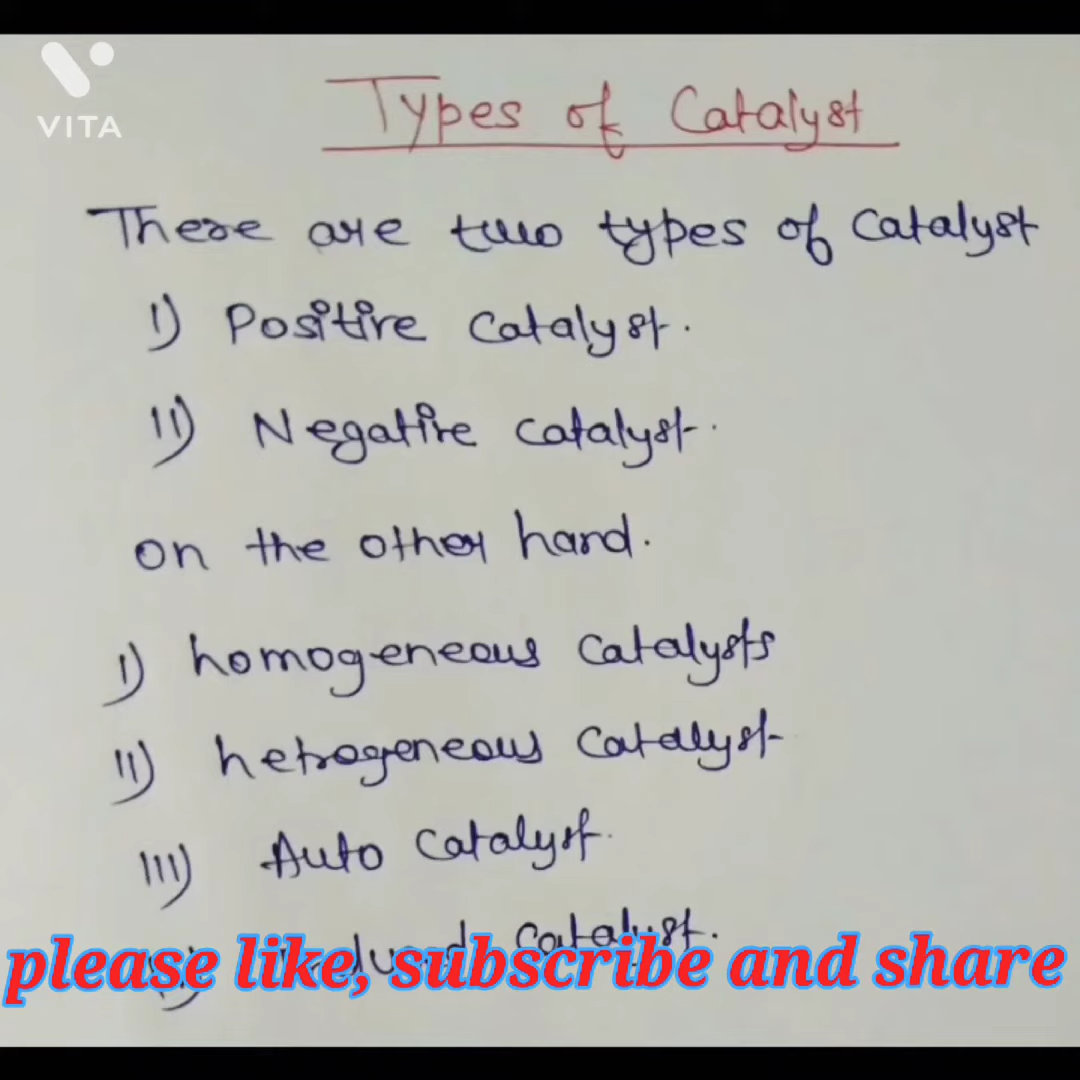 VITA
Types of Catalyst
There are two types of Catalyst
I) Positive Catalyst.
II) Negative catalyst.
on the other hand.
I) homogeneous Catalysts
II) hetrogeneous Catalyst
III) Auto Catalyst.
Catalyst.
please like, subscribe and share